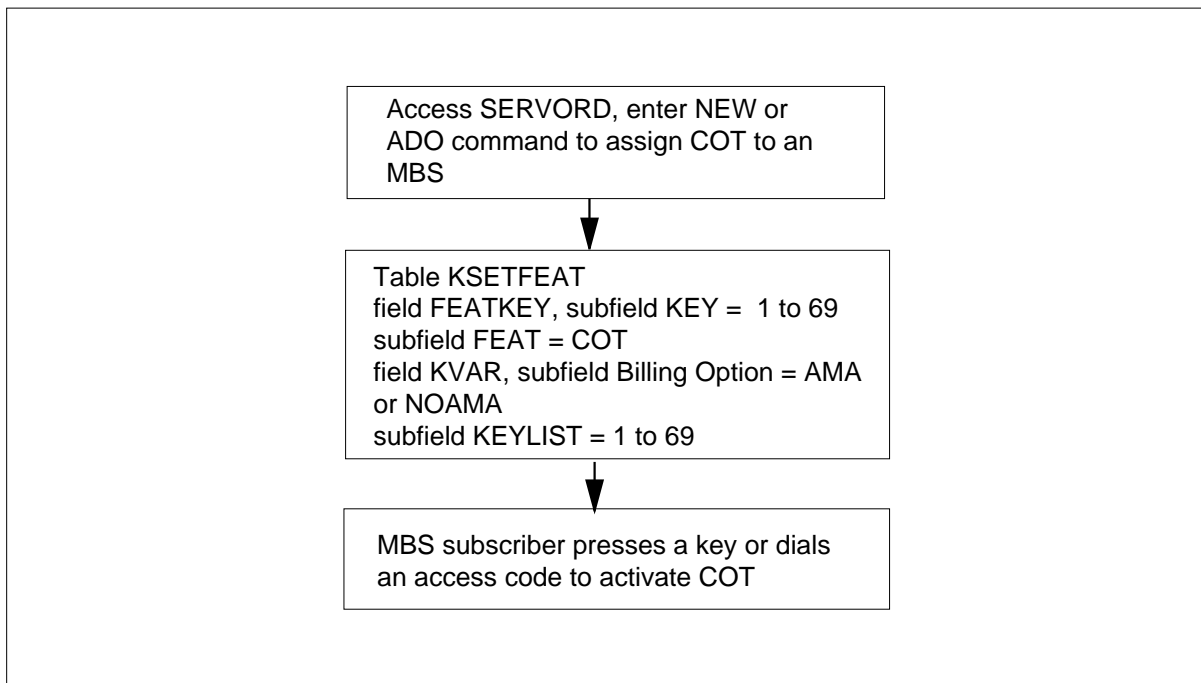 Access SERVORD, enter NEW or
ADO command to assign COT to an
MBS
Table KSETFEAT
field FEATKEY, subfield KEY =  1 to 69
subfield FEAT = COT
field KVAR, subfield Billing Option = AMA
or NOAMA
subfield KEYLIST = 1 to 69
MBS subscriber presses a key or dials
an access code to activate COT